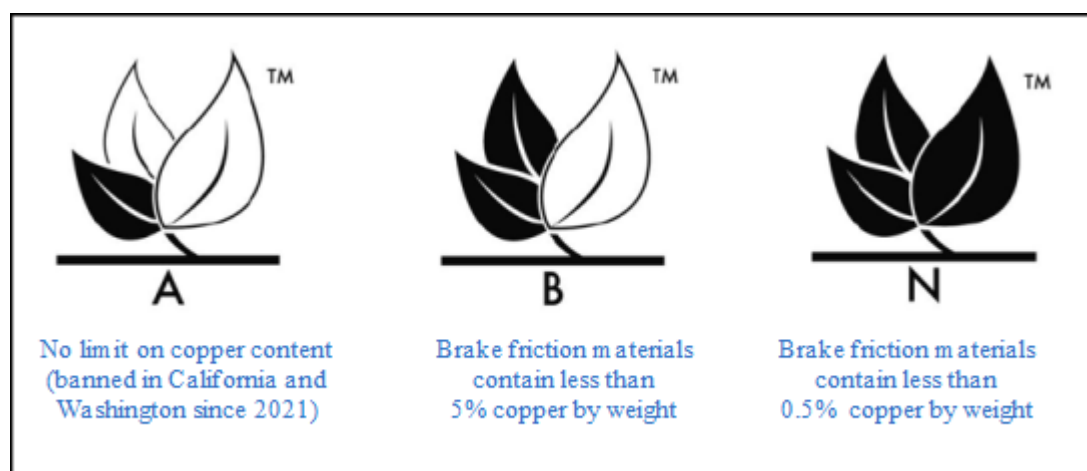 TM
TM
TM
A
B
N
No limit on copper content
(banned in California and
Washington since 2021)
Brake friction materials
contain less than
5% copper by weight
Brake friction materials
contain less than
0.5% copper by weight